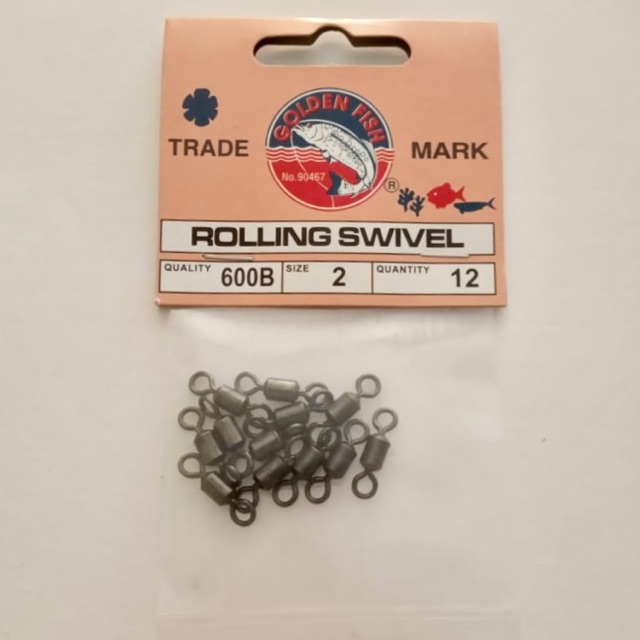 GOLDEN FISH
TRADE MARK
No.90467
®
ROLLING SWIVEL
QUALITY 600B SIZE 2 QUANTITY 12